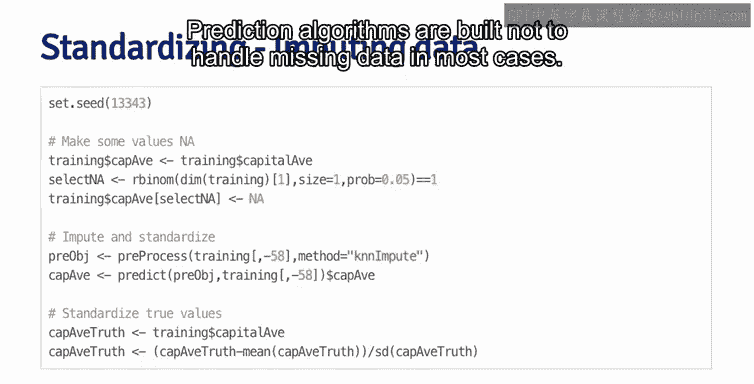 Prediction algorithms are built not to
handle missing data in most cases.
Standardizing - Imputing data
set.seed(13343)
# Make some values NA
training$capAve <- training$capitalAve
selectNA <- rbinom(dim(training)[1],size=1,prob=0.05)==1
training$capAve[selectNA] <- NA
# Impute and standardize
preObj <- preProcess(training[,-58],method="knnImpute")
capAve <- predict(preObj,training[,-58])$capAve
# Standardize true values
capAveTruth <- training$capitalAve
capAveTruth <- (capAveTruth-mean(capAveTruth))/sd(capAveTruth)